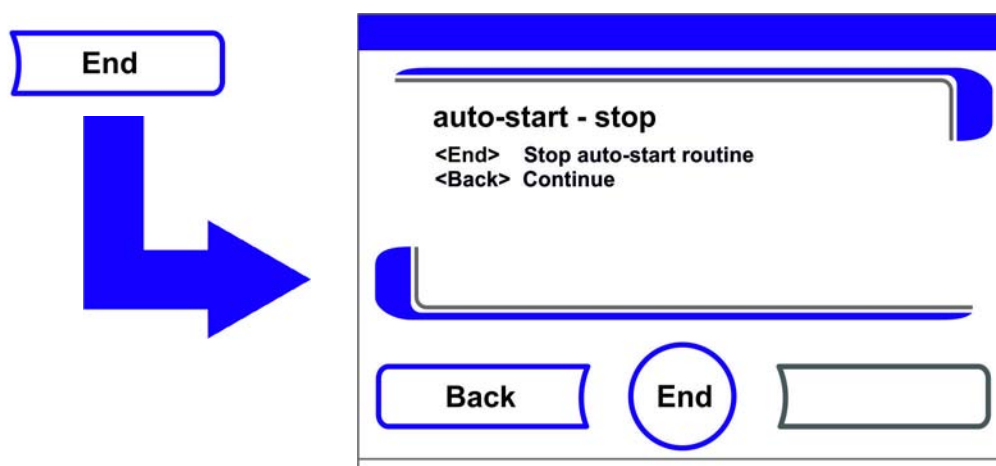 End
auto-start - stop
<End> Stop auto-start routine
<Back> Continue
Back
End